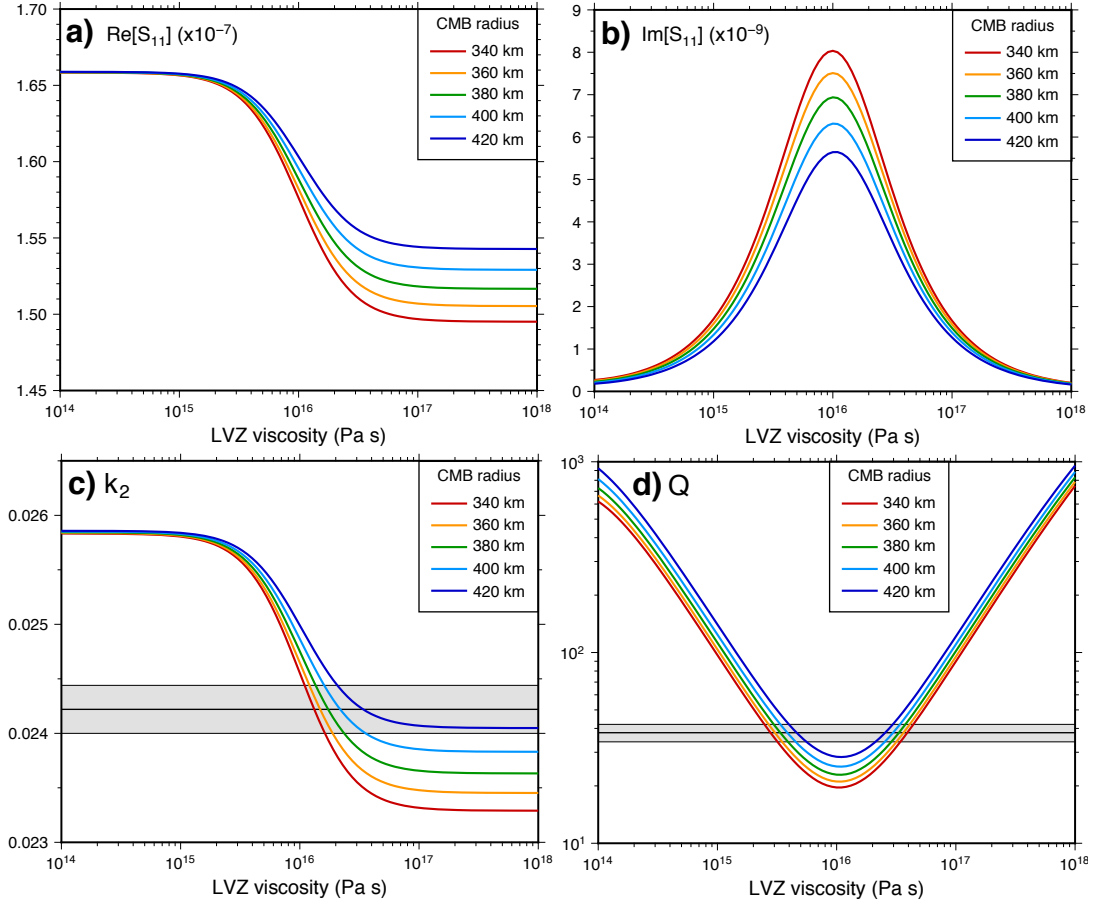 a) Re[S₁₁] (x10⁻⁷)
CMB radius
340 km
360 km
380 km
400 km
420 km
1.70
1.65
1.60
1.55
1.50
1.45
10¹⁴ 10¹⁵ 10¹⁶ 10¹⁷ 10¹⁸
LVZ viscosity (Pa s)
b) Im[S₁₁] (x10⁻⁹)
CMB radius
340 km
360 km
380 km
400 km
420 km
9
8
7
6
5
4
3
2
1
0
10¹⁴ 10¹⁵ 10¹⁶ 10¹⁷ 10¹⁸
LVZ viscosity (Pa s)
c) k₂
CMB radius
340 km
360 km
380 km
400 km
420 km
0.026
0.025
0.024
0.023
10¹⁴ 10¹⁵ 10¹⁶ 10¹⁷ 10¹⁸
LVZ viscosity (Pa s)
d) Q
CMB radius
340 km
360 km
380 km
400 km
420 km
10³
10²
10¹
10¹⁴ 10¹⁵ 10¹⁶ 10¹⁷ 10¹⁸
LVZ viscosity (Pa s)